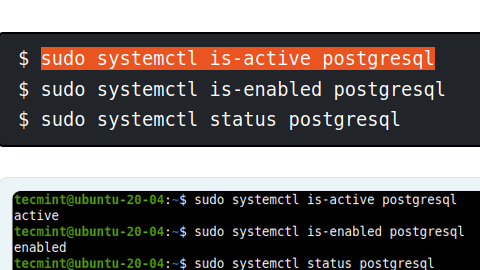 $ sudo systemctl is-active postgresql
$ sudo systemctl is-enabled postgresql
$ sudo systemctl status postgresql
tecmint@ubuntu-20-04:~$ sudo systemctl is-active postgresql
active
tecmint@ubuntu-20-04:~$ sudo systemctl is-enabled postgresql
enabled
tecmint@ubuntu-20-04:~$ sudo systemctl status postgresql